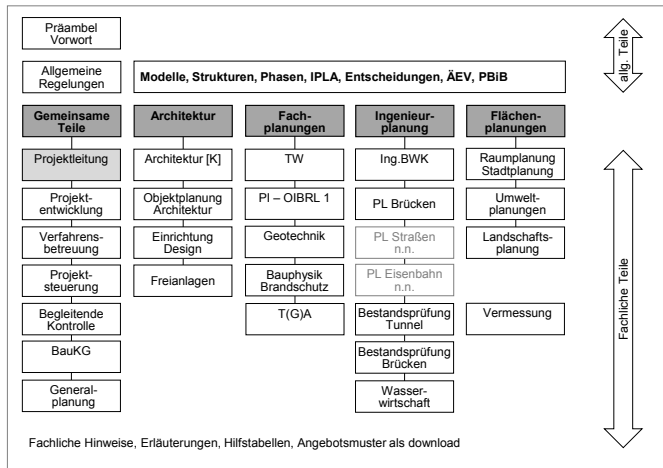 Präambel
Vorwort
allg. Teile
Allgemeine
Regelungen
Modelle, Strukturen, Phasen, IPLA, Entscheidungen, ÄEV, PBiB
Gemeinsame
Teile
Architektur
Fach-
planungen
Ingenieur-
planung
Flächen-
planungen
Projektleitung
Architektur [K]
TW
Ing.BWK
Raumplanung
Stadtplanung
Projekt-
entwicklung
Objektplanung
Architektur
PI – OIBRL 1
PL Brücken
Umwelt-
planungen
Verfahrens-
betreuung
Einrichtung
Design
Geotechnik
PL Straßen
n.n.
Landschafts-
planung
Projekt-
steuerung
Freianlagen
Bauphysik
Brandschutz
PL Eisenbahn
n.n.
Begleitende
Kontrolle
T(G)A
Bestandsprüfung
Tunnel
Vermessung
BauKG
Bestandsprüfung
Brücken
General-
planung
Wasser-
wirtschaft
Fachliche Teile
Fachliche Hinweise, Erläuterungen, Hilfstabellen, Angebotsmuster als download